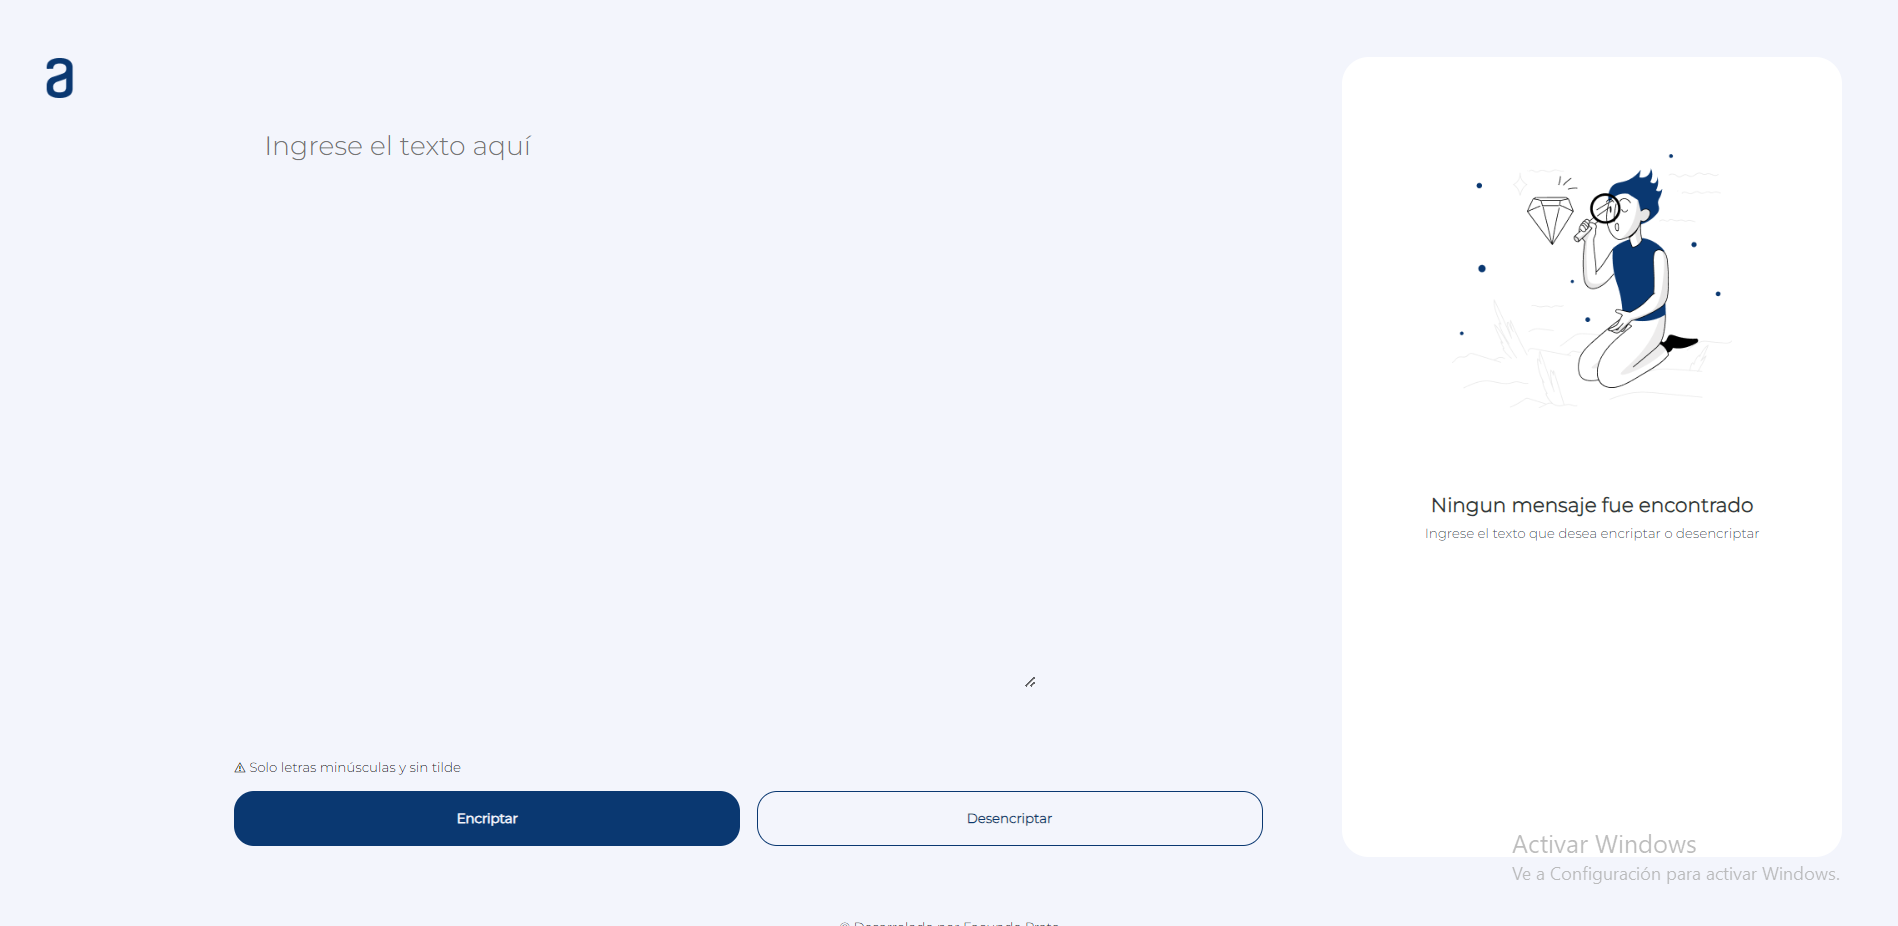 a
Ingrese el texto aquí
Ningun mensaje fue encontrado
Ingrese el texto que desea encriptar o desencriptar
⚠ Solo letras minúsculas y sin tilde
Encriptar
Desencriptar
Activar Windows
Ve a Configuración para activar Windows.